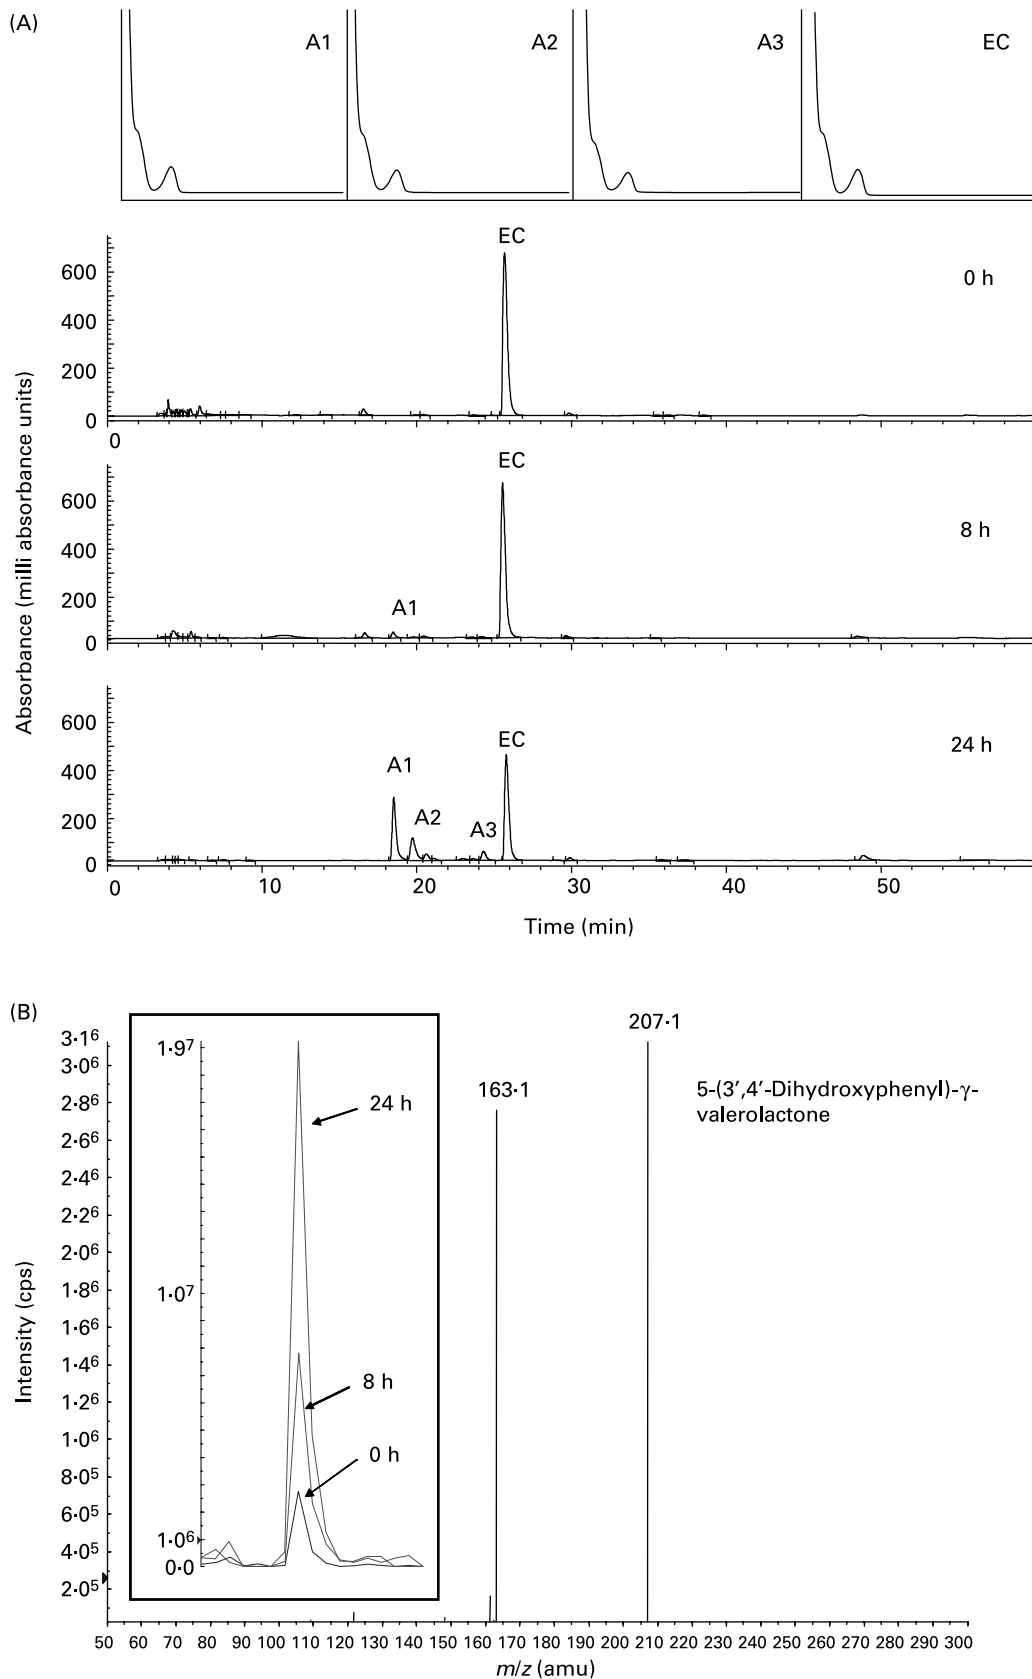 (A)
A1
A2
A3
EC
EC
0 h
600
400
200
0
0
EC
8 h
600
400
200
0
A1
EC
24 h
600
400
200
0
A1
A2
A3
0
10
20
30
40
50
Time (min)
Absorbance (milli absorbance units)
(B)
207·1
163·1
5-(3′,4′-Dihydroxyphenyl)-γ-
valerolactone
3·1⁶
3·0⁶
2·8⁶
2·6⁶
2·4⁶
2·2⁶
2·0⁶
1·8⁶
1·6⁶
1·4⁶
1·2⁶
1·0⁶
8·0⁵
6·0⁵
4·0⁵
2·0⁵
Intensity (cps)
1·9⁷
1·0⁷
1·0⁶
0·0
24 h
8 h
0 h
50 60 70 80 90 100 110 120 130 140 150 160 170 180 190 200 210 220 230 240 250 260 270 280 290 300
m/z (amu)